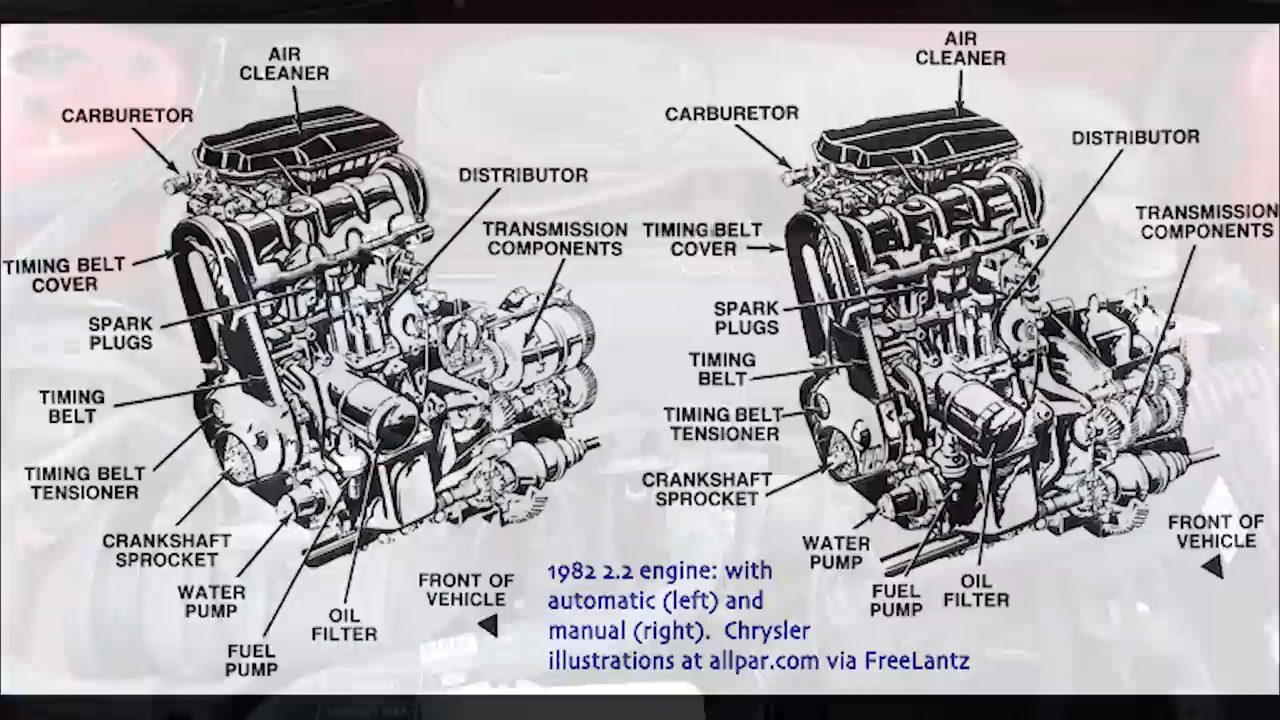 AIR
CLEANER
CARBURETOR
DISTRIBUTOR
TRANSMISSION
COMPONENTS
TIMING BELT
COVER
SPARK
PLUGS
TIMING
BELT
TIMING BELT
TENSIONER
CRANKSHAFT
SPROCKET
WATER
PUMP
FUEL
PUMP
OIL
FILTER
FRONT OF
VEHICLE
AIR
CLEANER
CARBURETOR
DISTRIBUTOR
TRANSMISSION
COMPONENTS
TIMING BELT
COVER
SPARK
PLUGS
TIMING
BELT
TIMING BELT
TENSIONER
CRANKSHAFT
SPROCKET
WATER
PUMP
FUEL
PUMP
OIL
FILTER
FRONT OF
VEHICLE
1982 2.2 engine: with
automatic (left) and
manual (right). Chrysler
illustrations at allpar.com via FreeLantz